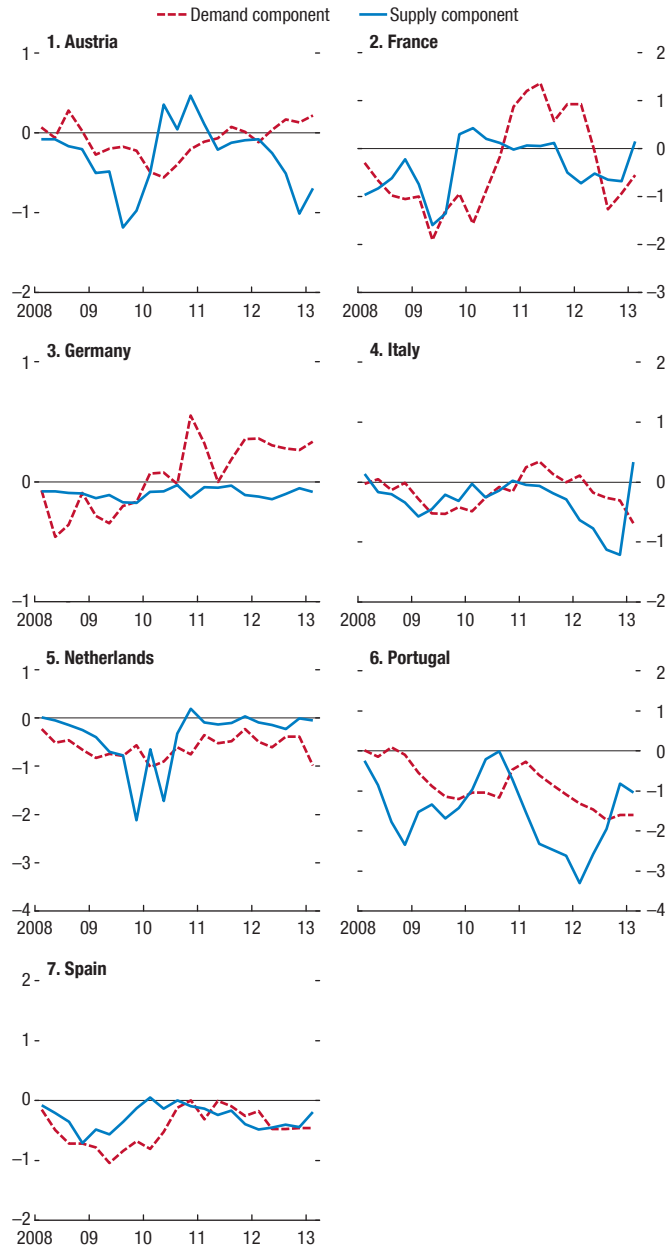 Demand component Supply component
1. Austria
1
0
–1
–2
2008 09 10 11 12 13
2. France
2
1
0
–1
–2
–3
2008 09 10 11 12 13
3. Germany
1
0
–1
2008 09 10 11 12 13
4. Italy
2
1
0
–1
–2
2008 09 10 11 12 13
5. Netherlands
1
0
–1
–2
–3
–4
2008 09 10 11 12 13
6. Portugal
2
1
0
–1
–2
–3
–4
2008 09 10 11 12 13
7. Spain
2
1
0
–1
–2
2008 09 10 11 12 13